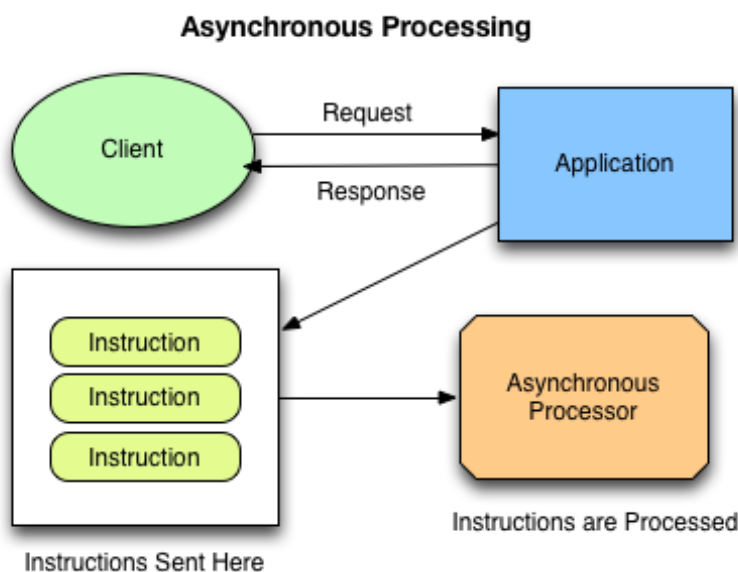 Asynchronous Processing
Client
Request
Response
Application
Instruction
Instruction
Instruction
Asynchronous
Processor
Instructions Sent Here
Instructions are Processed